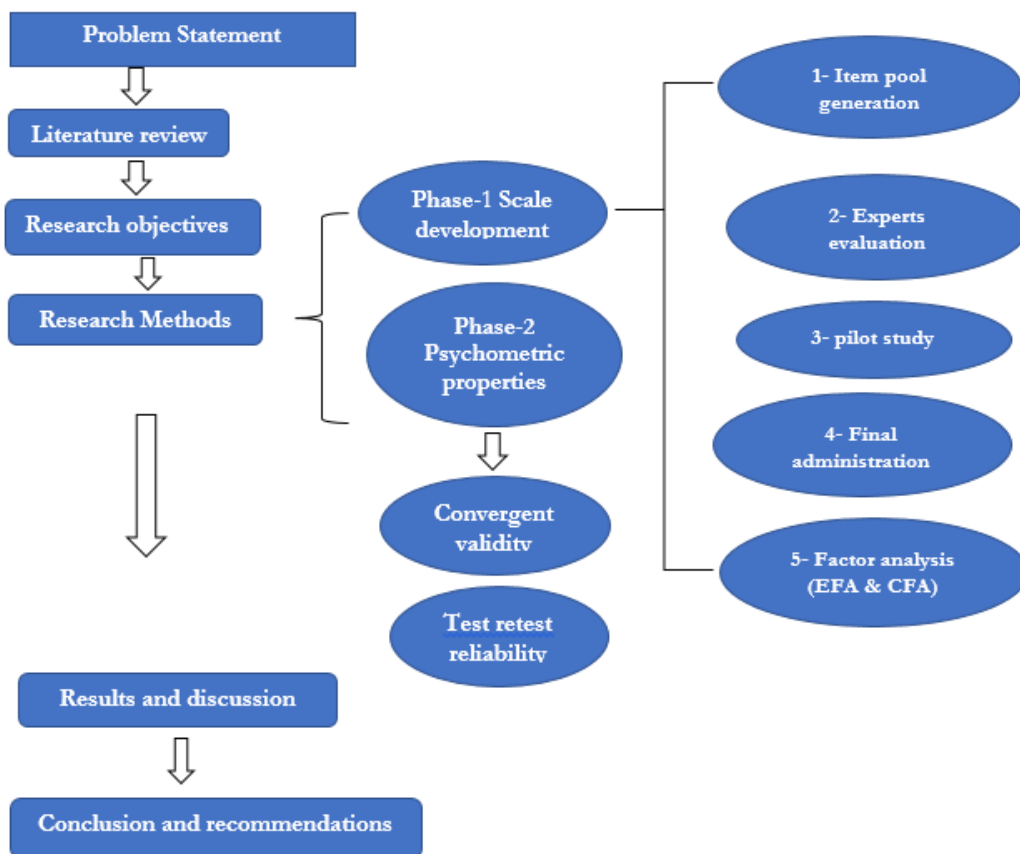 Problem Statement
Literature review
Research objectives
Research Methods
Phase-1 Scale
development
Phase-2
Psychometric
properties
Convergent
validity
Test retest
reliability
1- Item pool
generation
2- Experts
evaluation
3- pilot study
4- Final
administration
5- Factor analysis
(EFA & CFA)
Results and discussion
Conclusion and recommendations